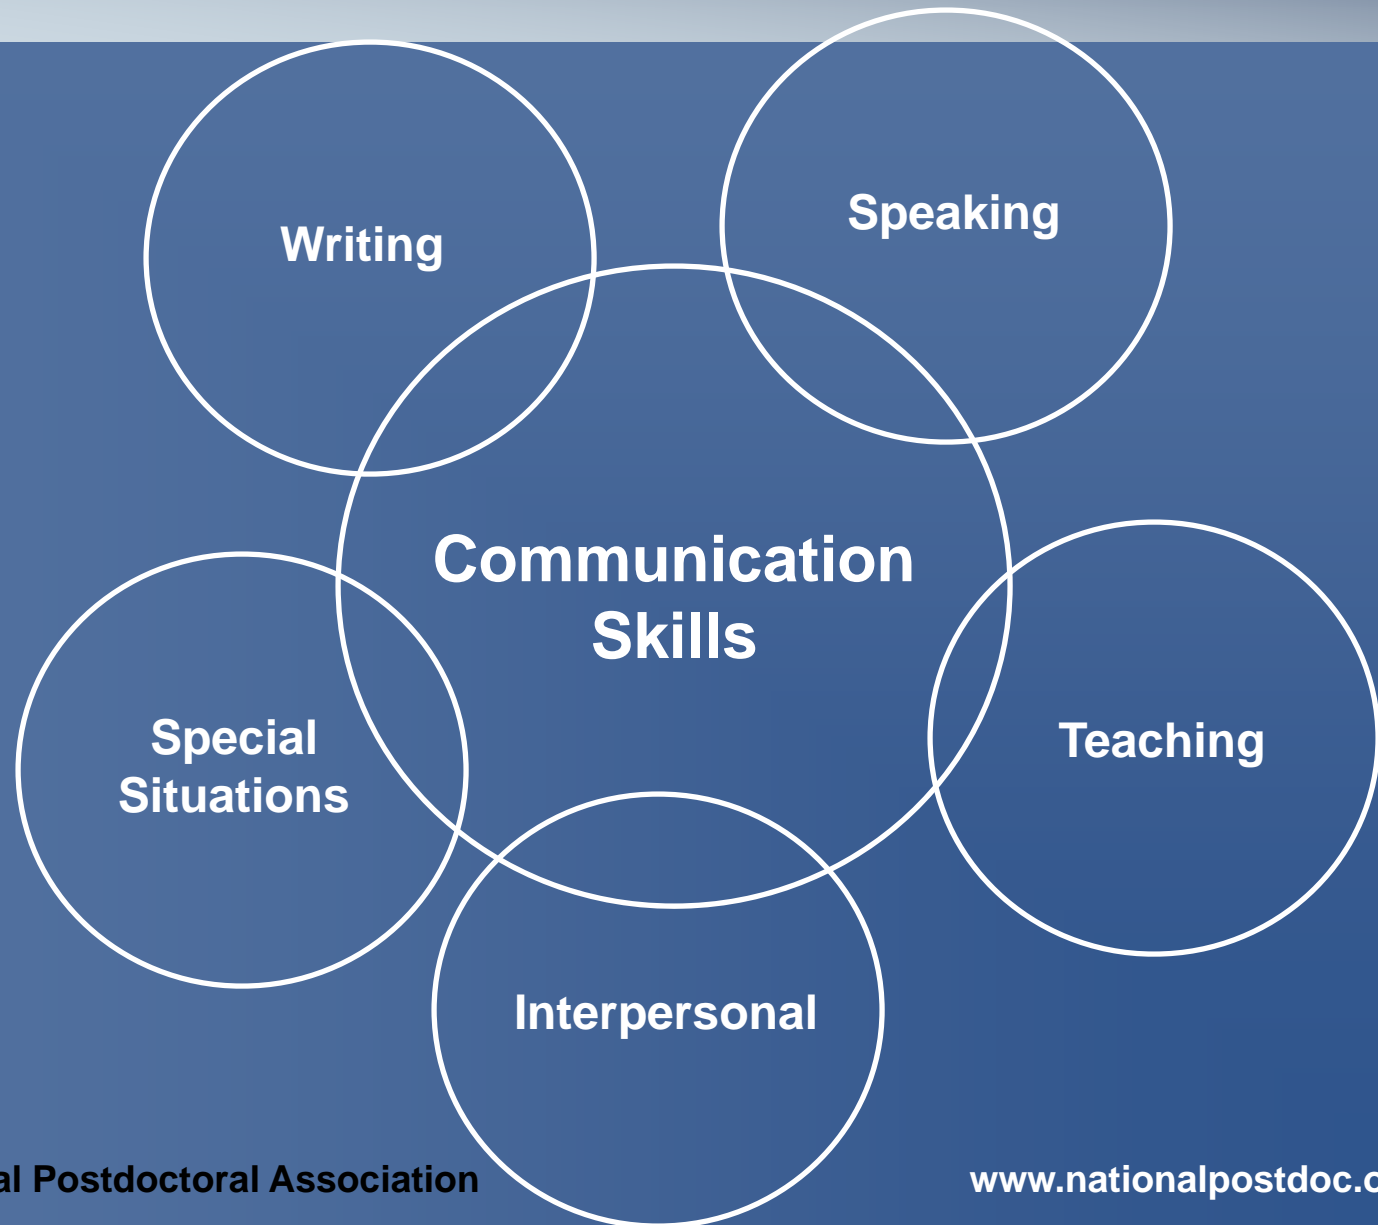 Writing
Speaking
Communication
Skills
Special
Situations
Teaching
Interpersonal
al Postdoctoral Association
www.nationalpostdoc.o